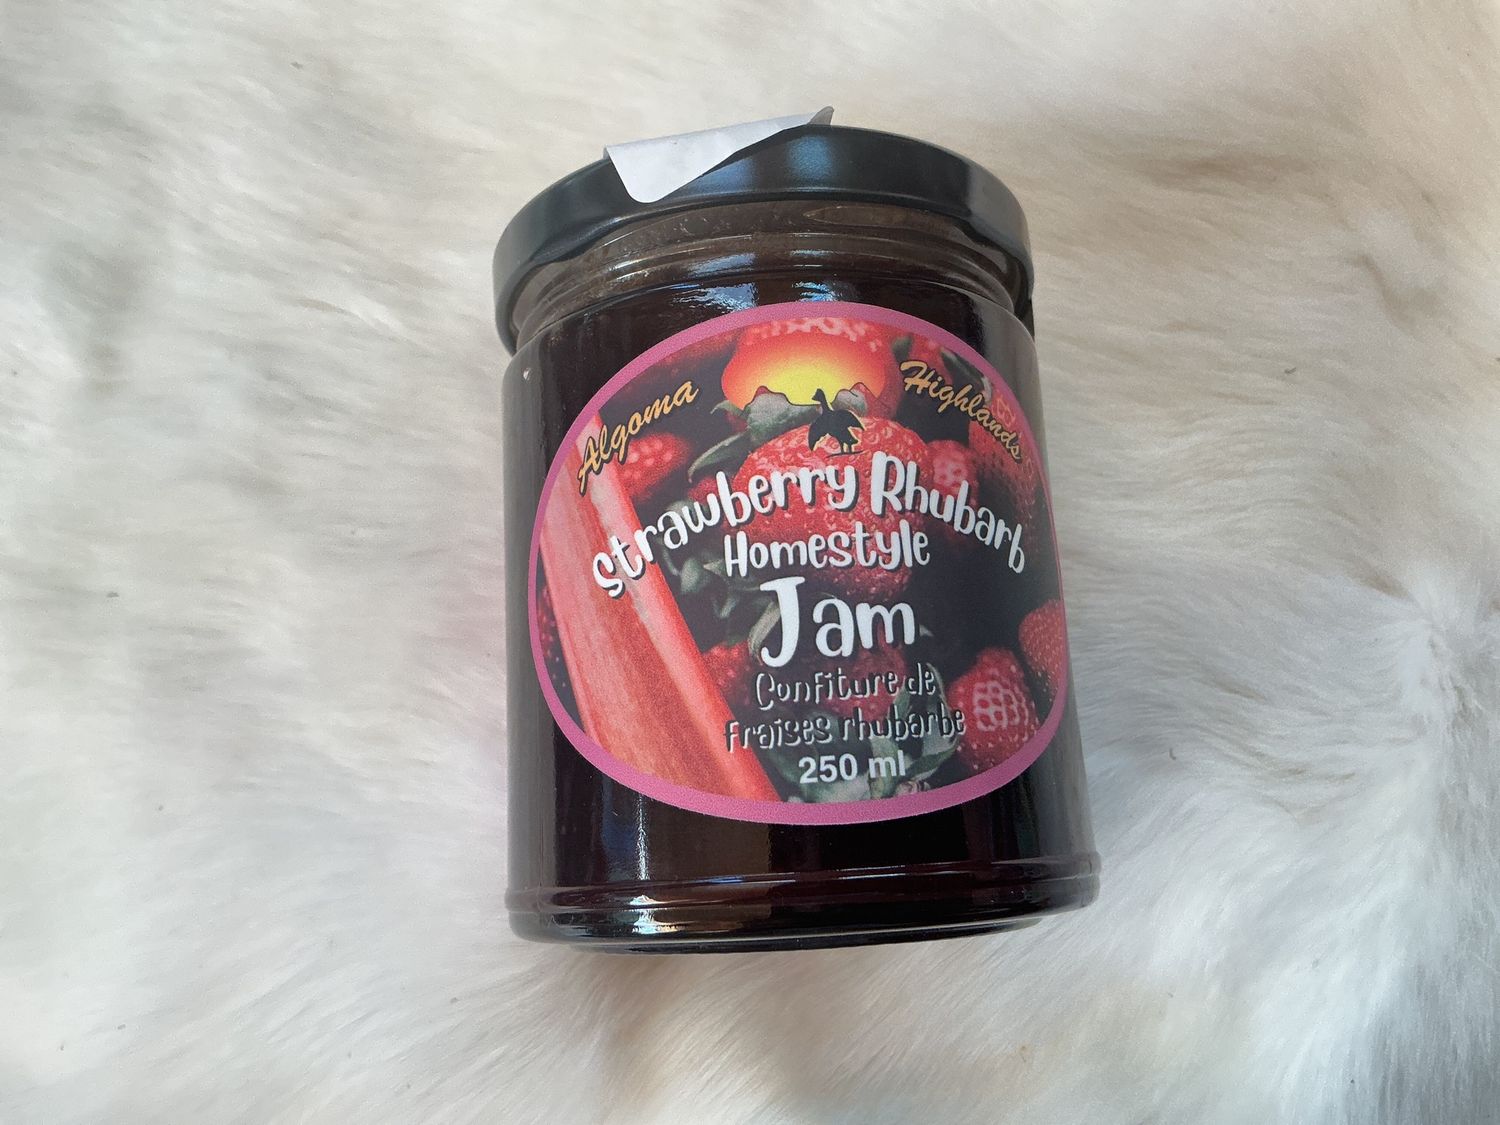 Algoma Highlands
Strawberry Rhubarb
Homestyle
Jam
Confiture de
fraises rhubarbe
250 ml